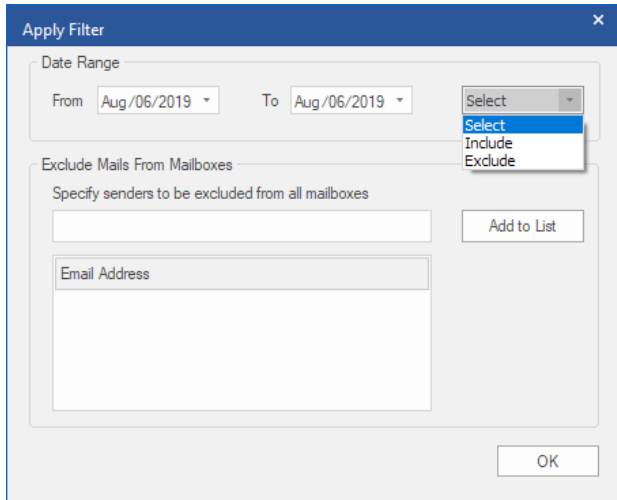 Apply Filter
Date Range
From Aug/06/2019 To Aug/06/2019 Select
Select
Include
Exclude
Exclude Mails From Mailboxes
Specify senders to be excluded from all mailboxes
Add to List
Email Address
OK